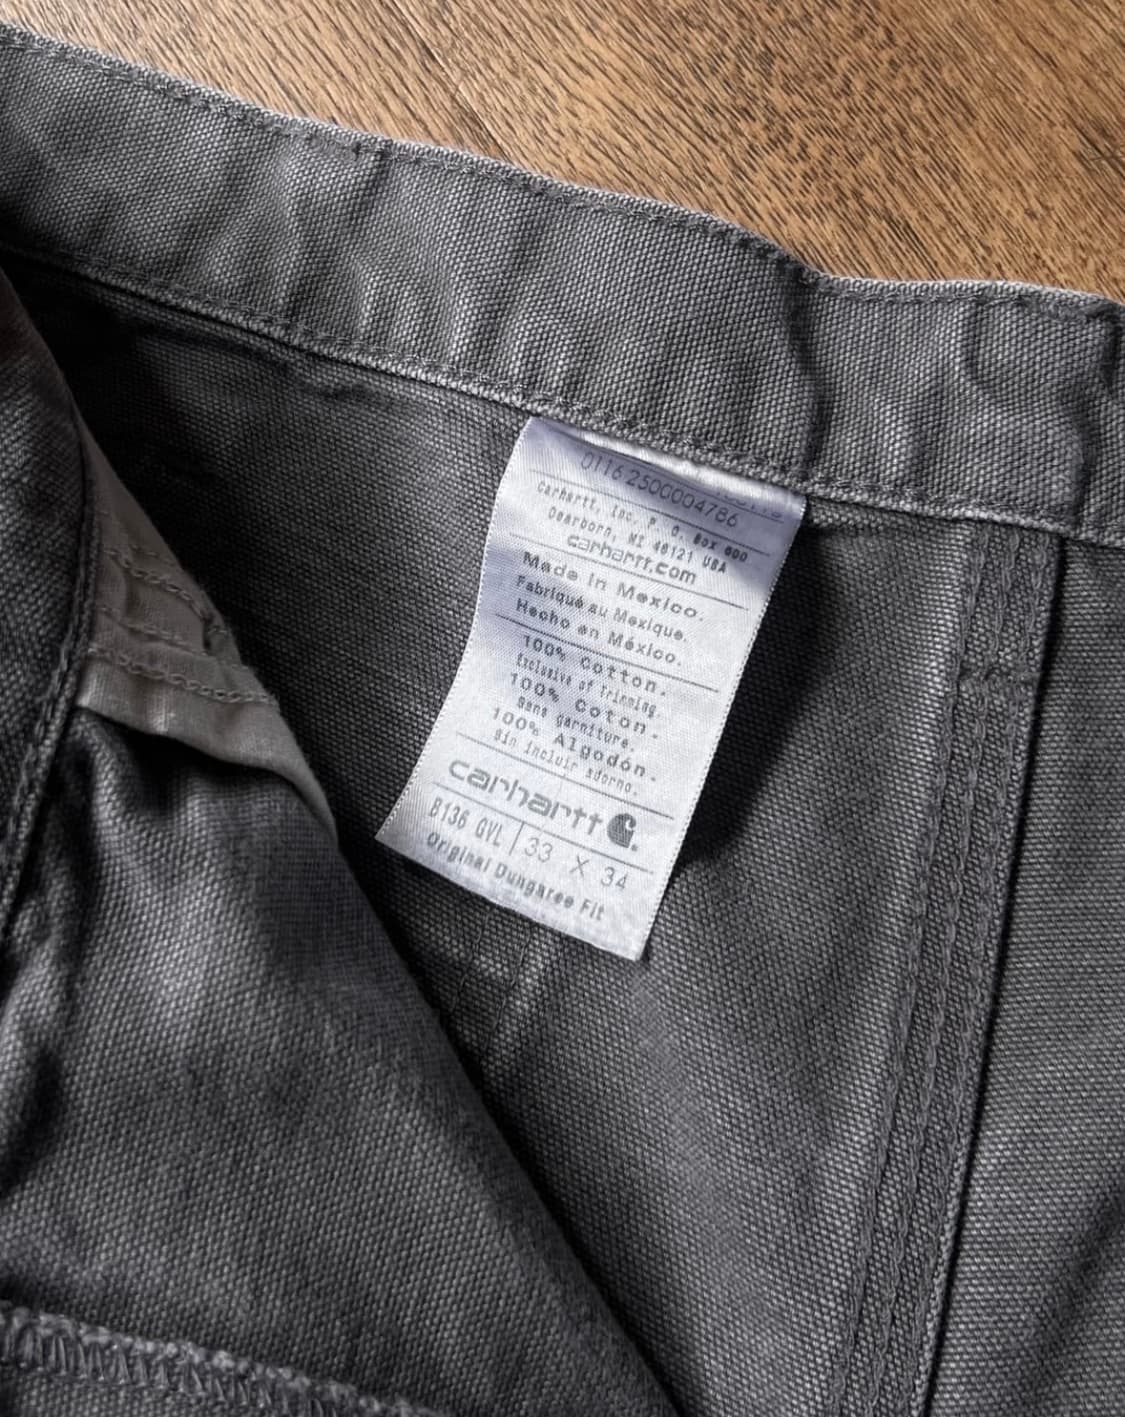 0116 2500004786
Carhartt, Inc. P. O. Box 600
Dearborn, MI 48121 USA
carhartt.com
Made in Mexico.
Fabriqué au Mexique.
Hecho en México.
100% Cotton.
Exclusive of Trimming.
100% Coton.
Sans garniture.
100% Algodón.
Sin incluir adorno.
carhartt
B136 GVL 33 X 34
Original Dungaree Fit